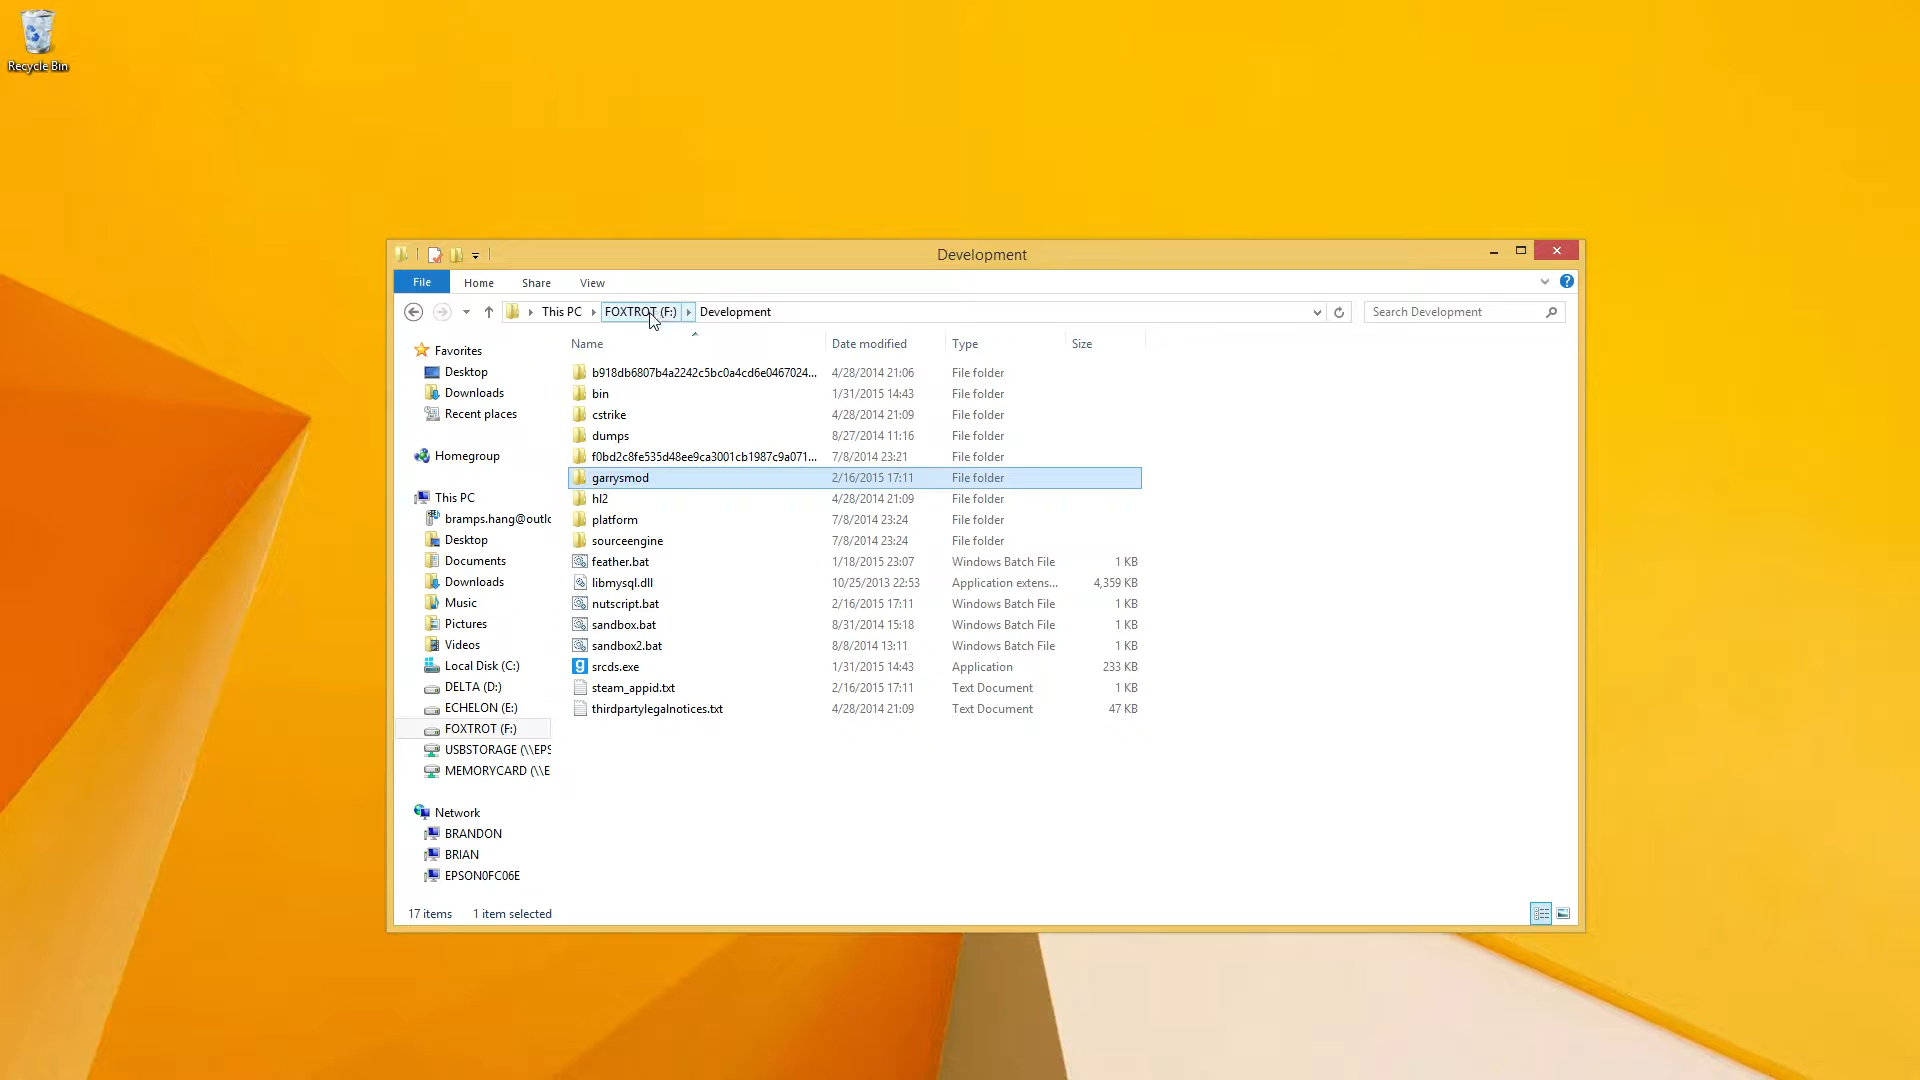 Recycle Bin
Development
File Home Share View
This PC FOXTROT (F:) Development
Search Development
Name Date modified Type Size
b918db6807b4a2242c5bc0a4cd6e0467024... 4/28/2014 21:06 File folder
bin 1/31/2015 14:43 File folder
cstrike 4/28/2014 21:09 File folder
dumps 8/27/2014 11:16 File folder
f0bd2c8fe535d48ee9ca3001cb1987c9a071... 7/8/2014 23:21 File folder
garrysmod 2/16/2015 17:11 File folder
hl2 4/28/2014 21:09 File folder
platform 7/8/2014 23:24 File folder
sourceengine 7/8/2014 23:24 File folder
feather.bat 1/18/2015 23:07 Windows Batch File 1 KB
libmysql.dll 10/25/2013 22:53 Application extens... 4,359 KB
nutscript.bat 2/16/2015 17:11 Windows Batch File 1 KB
sandbox.bat 8/31/2014 15:18 Windows Batch File 1 KB
sandbox2.bat 8/8/2014 13:11 Windows Batch File 1 KB
srcds.exe 1/31/2015 14:43 Application 233 KB
steam_appid.txt 2/16/2015 17:11 Text Document 1 KB
thirdpartylegalnotices.txt 4/28/2014 21:09 Text Document 47 KB
Favorites
Desktop
Downloads
Recent places
Homegroup
This PC
bramps.hang@outlo
Desktop
Documents
Downloads
Music
Pictures
Videos
Local Disk (C:)
DELTA (D:)
ECHELON (E:)
FOXTROT (F:)
USBSTORAGE (\\EPS
MEMORYCARD (\\E
Network
BRANDON
BRIAN
EPSON0FC06E
17 items 1 item selected